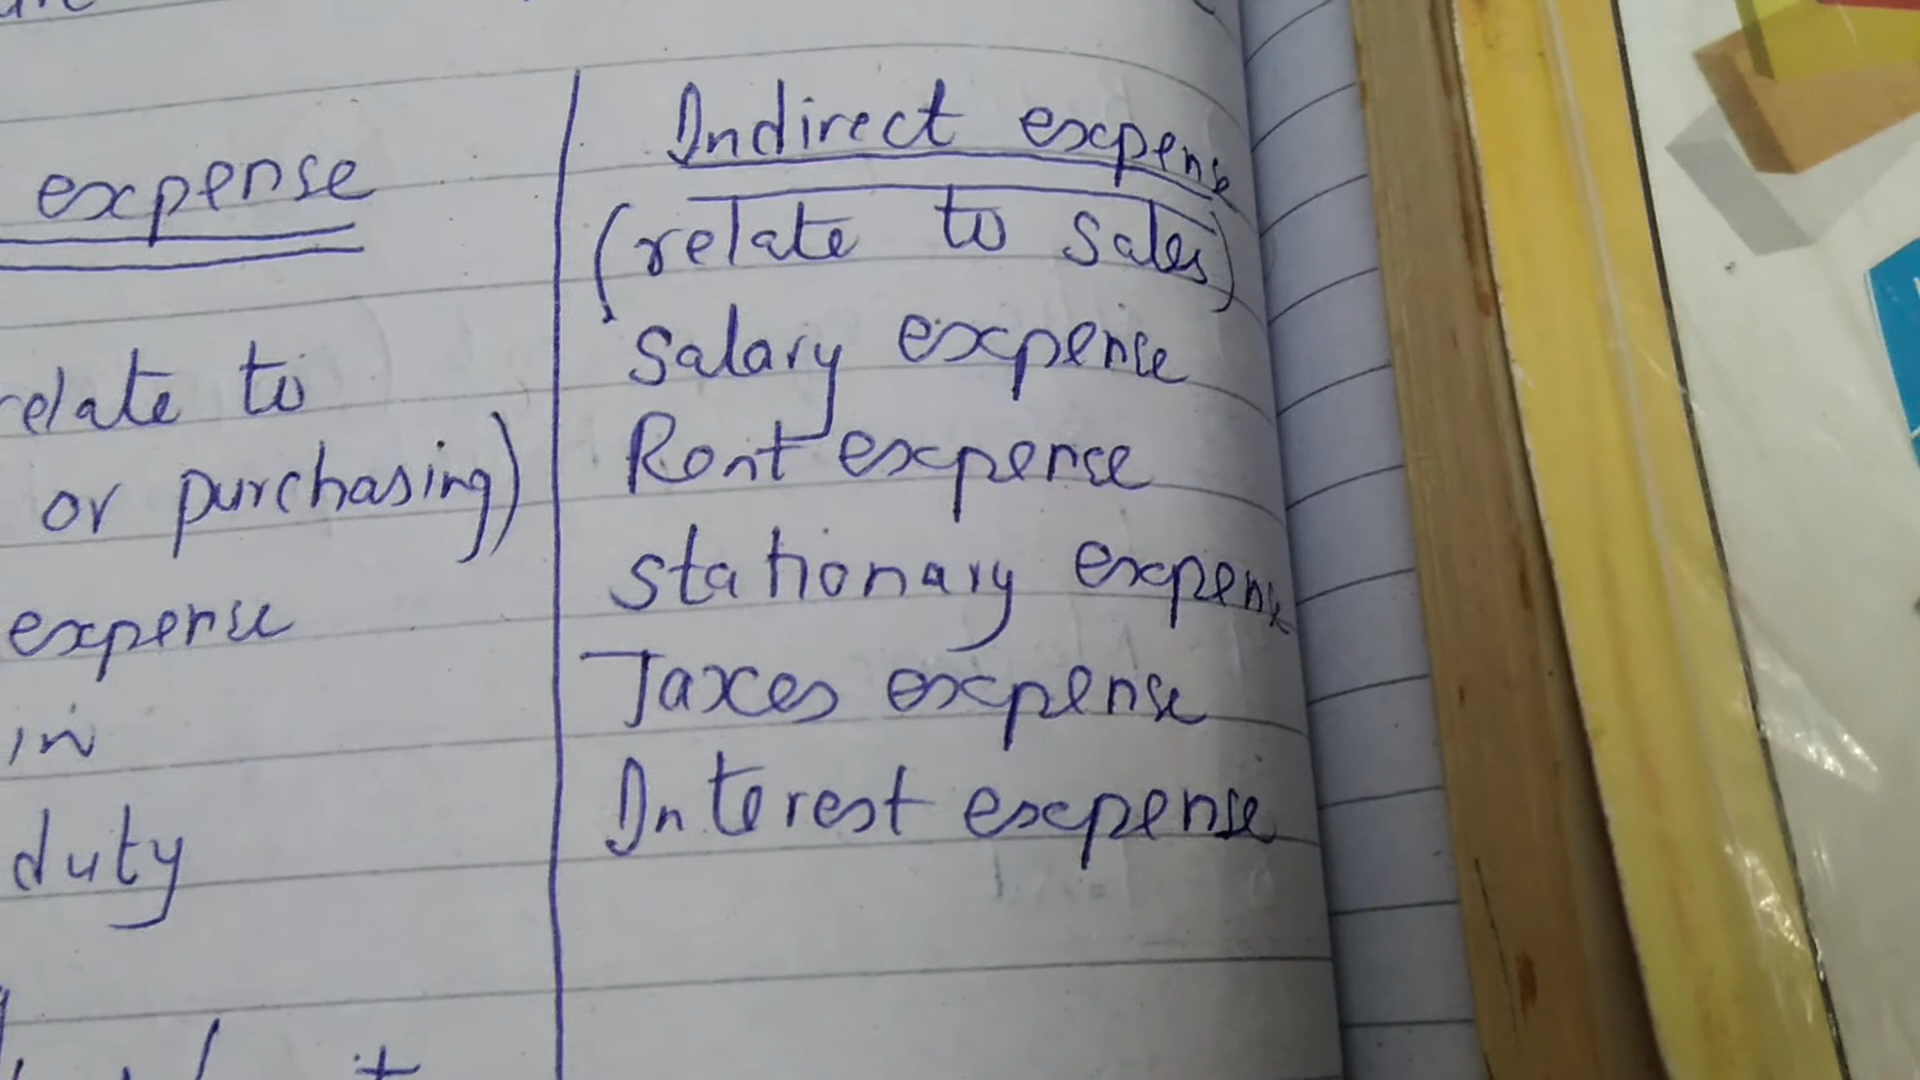 expense
relate to
or purchasing)
expense
in
duty
Indirect expense
(relate to sales)
Salary expense
Rent expense
Stationary expense
Taxes expense
Interest expense